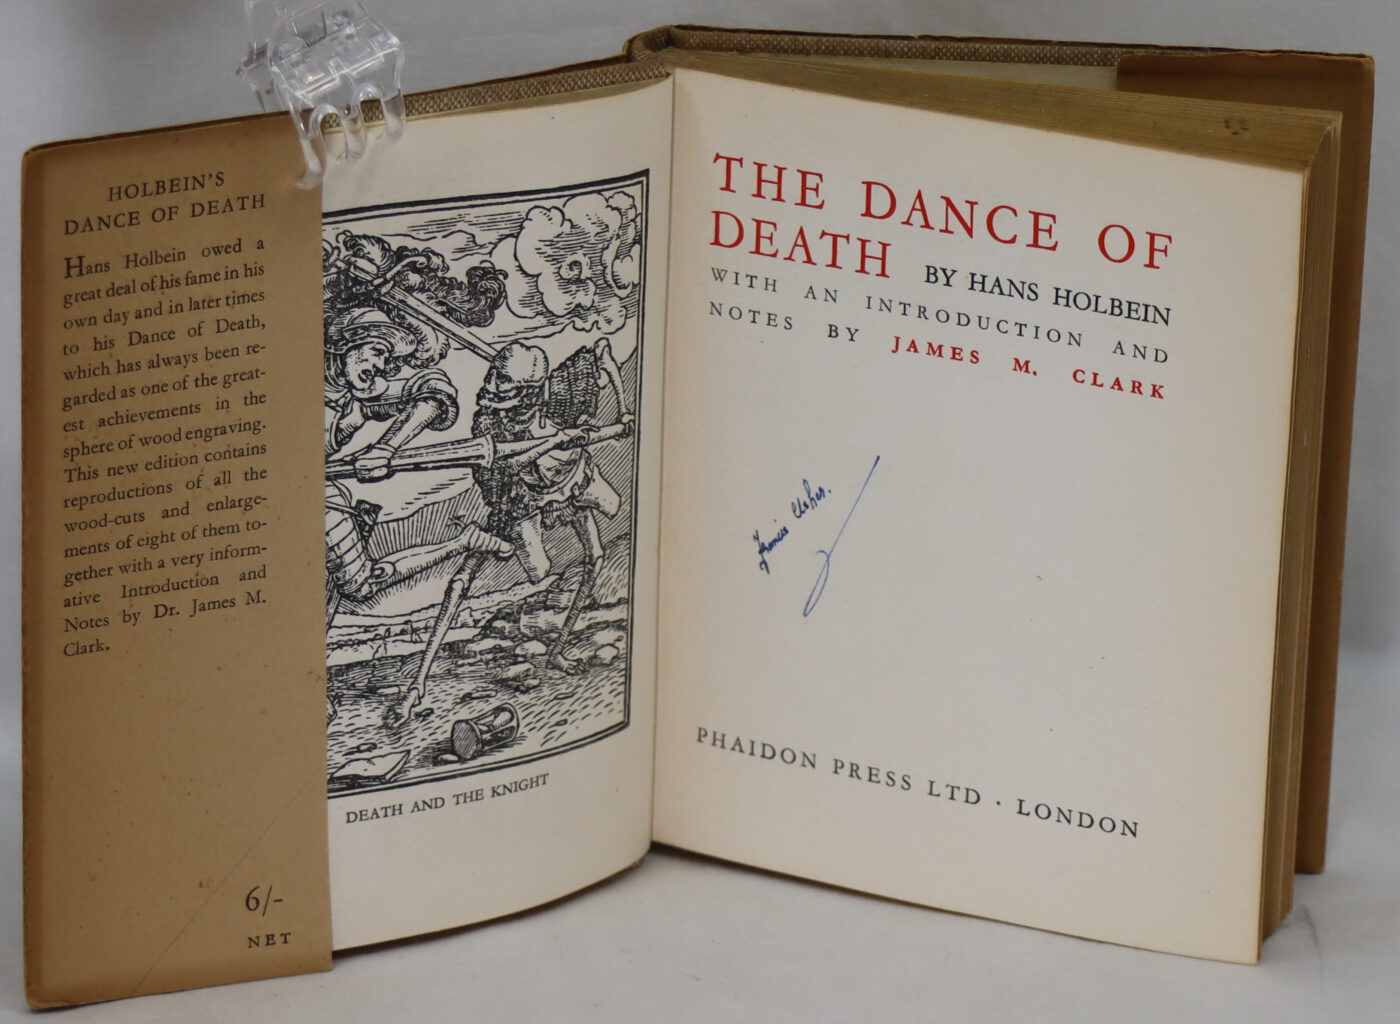 HOLBEIN'S
DANCE OF DEATH
Hans Holbein owed a
great deal of his fame in his
own day and in later times
to his Dance of Death,
which has always been re-
garded as one of the great-
est achievements in the
sphere of wood engraving.
This new edition contains
reproductions of all the
wood-cuts and enlarge-
ments of eight of them to-
gether with a very inform-
ative Introduction and
Notes by Dr. James M.
Clark.
6/-
NET
DEATH AND THE KNIGHT
THE DANCE OF
DEATH BY HANS HOLBEIN
WITH AN INTRODUCTION AND
NOTES BY JAMES M. CLARK
Francis
PHAIDON PRESS LTD · LONDON